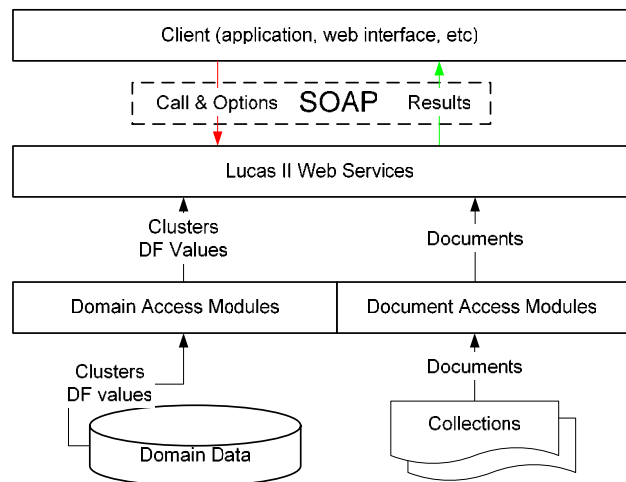 Client (application, web interface, etc)
Call & Options SOAP Results
Lucas II Web Services
Clusters
DF Values
Documents
Domain Access Modules
Document Access Modules
Clusters
DF values
Documents
Collections
Domain Data